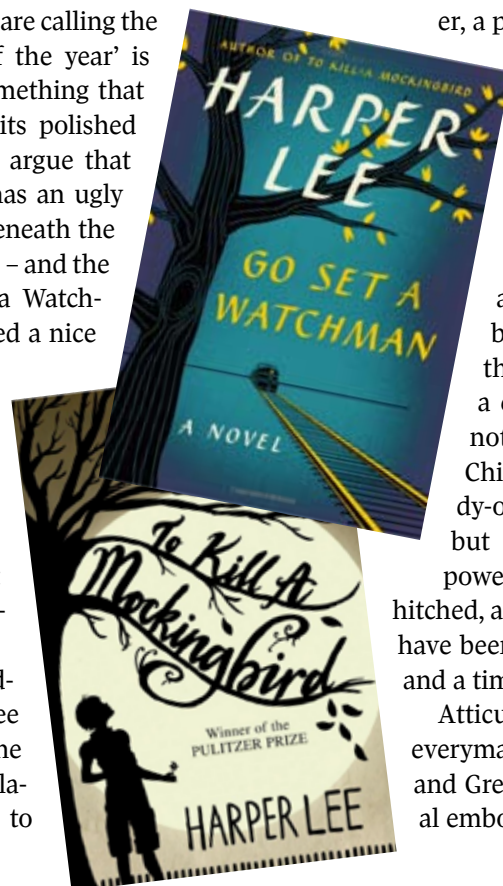 are calling the
f the year’ is
mething that
its polished
argue that
has an ugly
eneath the
– and the
a Watch-
ed a nice
-
d-
ee
ne
la-
to
AUTHOR OF TO KILL A MOCKINGBIRD
HARPER
LEE
GO SET A
WATCHMAN
A NOVEL
To Kill A
Mockingbird
Winner of the
PULITZER PRIZE
HARPER LEE
er, a p
a
b
th
a
not
Chi
dy-o
but
powe
hitched, a
have been
and a tim
Atticu
everyma
and Gre
al embo